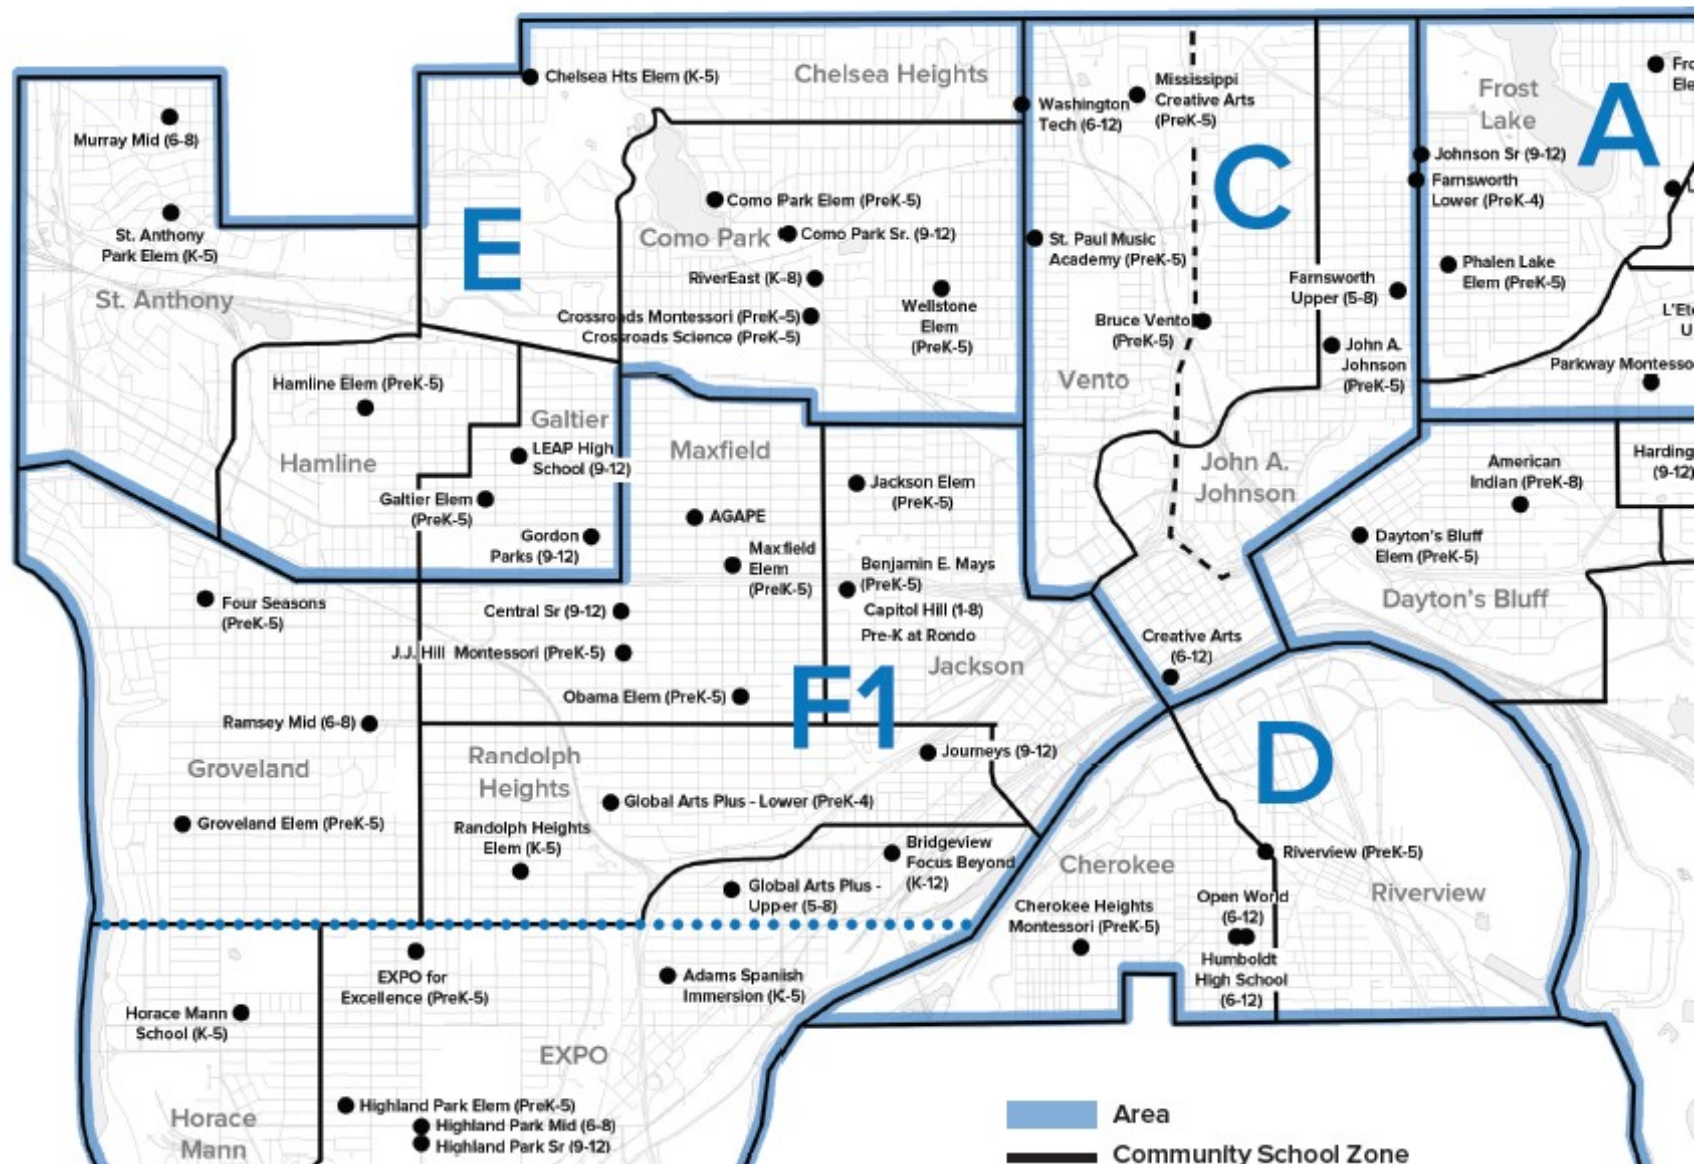 Chelsea Hts Elem (K-5)
Chelsea Heights
Murray Mid (6-8)
St. Anthony
Park Elem (K-5)
St. Anthony
E
Como Park Elem (PreK-5)
Como Park
Como Park Sr. (9-12)
RiverEast (K-8)
Crossroads Montessori (PreK-5)
Crossroads Science (PreK-5)
Wellstone
Elem
(PreK-5)
Washington
Tech (6-12)
Mississippi
Creative Arts
(PreK-5)
C
St. Paul Music
Academy (PreK-5)
Bruce Vento
(PreK-5)
Vento
Farnsworth
Upper (5-8)
John A.
Johnson
(PreK-5)
John A.
Johnson
Frost
Lake
A
Fro
Ele
Johnson Sr (9-12)
Farnsworth
Lower (PreK-4)
L
Phalen Lake
Elem (PreK-5)
L'Eto
U
Parkway Montesso
American
Indian (PreK-8)
Harding
(9-12)
Dayton's Bluff
Elem (PreK-5)
Dayton's Bluff
Hamline Elem (PreK-5)
Hamline
Galtier
LEAP High
School (9-12)
Galtier Elem
(PreK-5)
Gordon
Parks (9-12)
Maxfield
AGAPE
Maxfield
Elem
(PreK-5)
Jackson Elem
(PreK-5)
Benjamin E. Mays
(PreK-5)
Capitol Hill (1-8)
Pre-K at Rondo
Jackson
Creative Arts
(6-12)
Four Seasons
(PreK-5)
Central Sr (9-12)
J.J. Hill Montessori (PreK-5)
Obama Elem (PreK-5)
F1
Ramsey Mid (6-8)
Groveland
Groveland Elem (PreK-5)
Randolph
Heights
Journeys (9-12)
Global Arts Plus - Lower (PreK-4)
Randolph Heights
Elem (K-5)
Bridgeview
Focus Beyond
(K-12)
Global Arts Plus -
Upper (5-8)
D
Cherokee
Riverview (PreK-5)
Riverview
Cherokee Heights
Montessori (PreK-5)
Open World
(6-12)
Humboldt
High School
(6-12)
EXPO for
Excellence (PreK-5)
Adams Spanish
Immersion (K-5)
Horace Mann
School (K-5)
EXPO
Horace
Mann
Highland Park Elem (PreK-5)
Highland Park Mid (6-8)
Highland Park Sr (9-12)
Area
Community School Zone